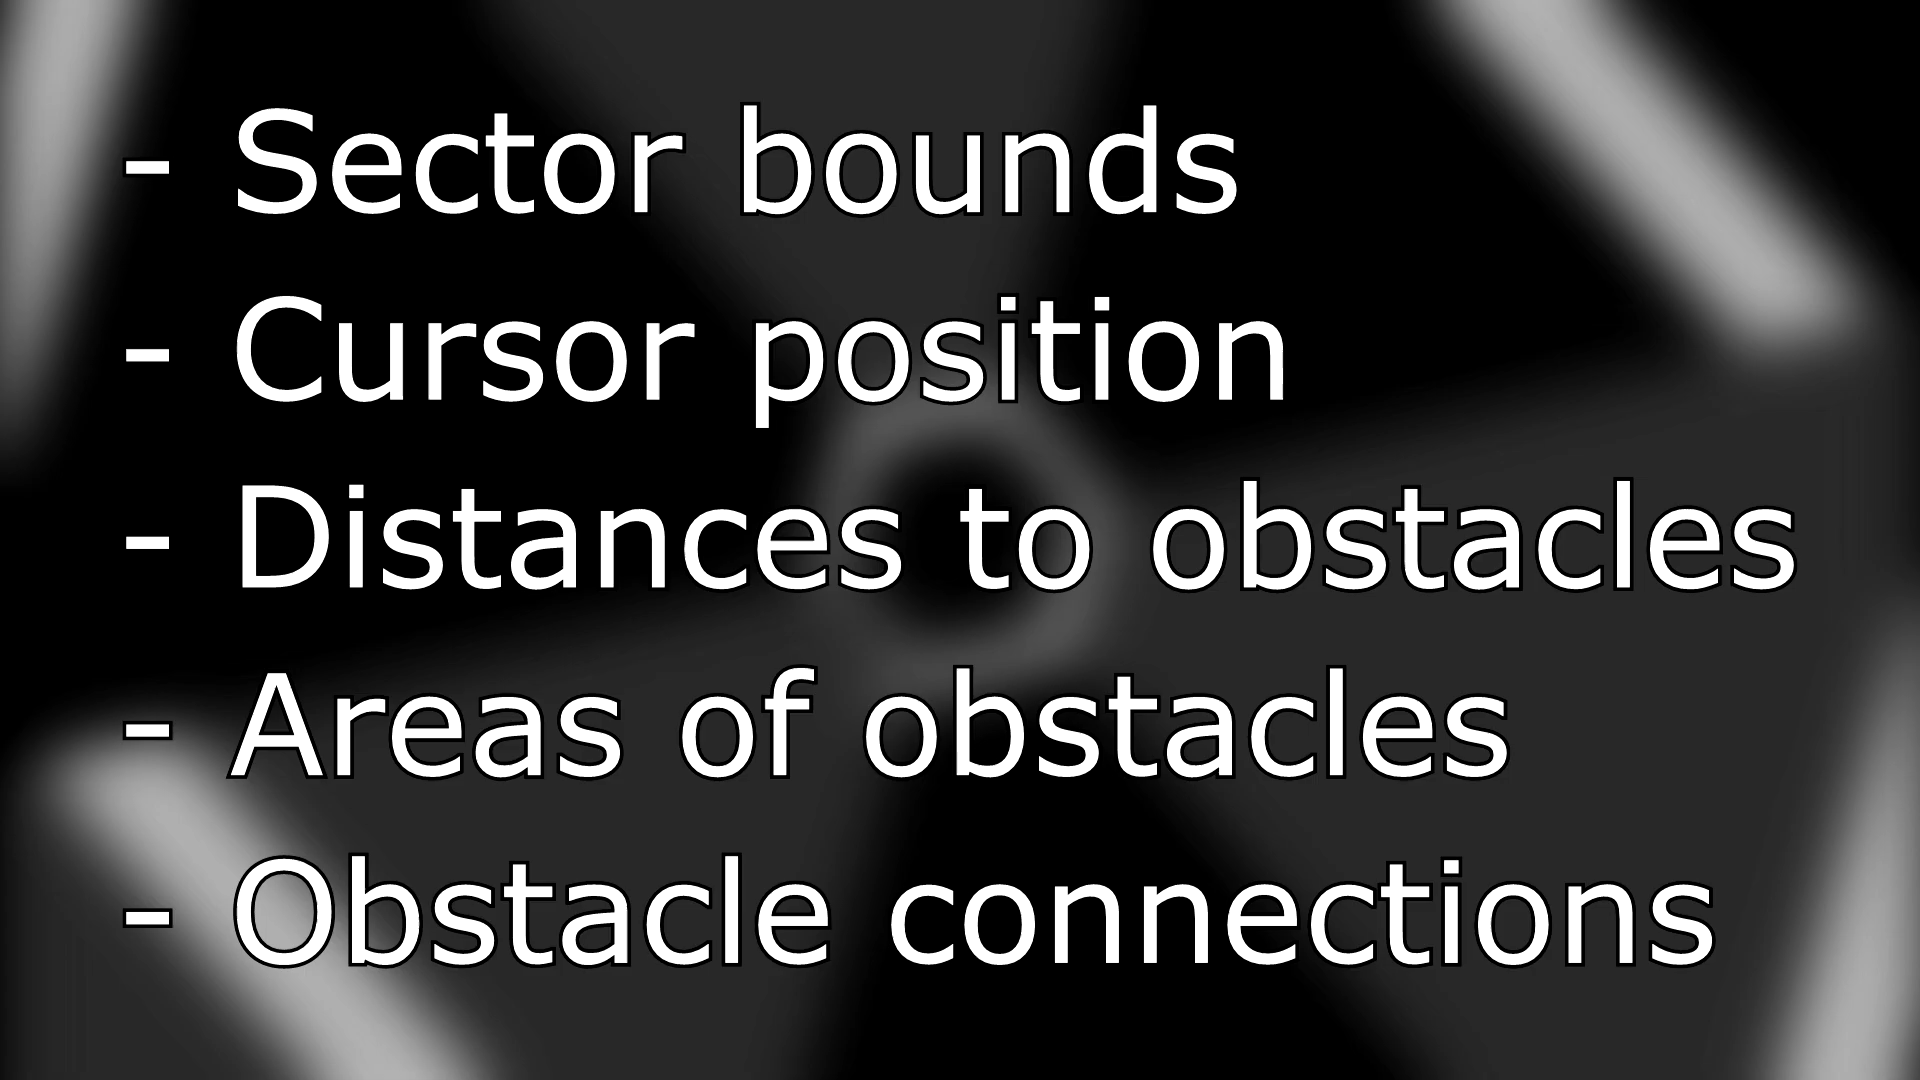 - Sector bounds
- Cursor position
- Distances to obstacles
- Areas of obstacles
- Obstacle connections